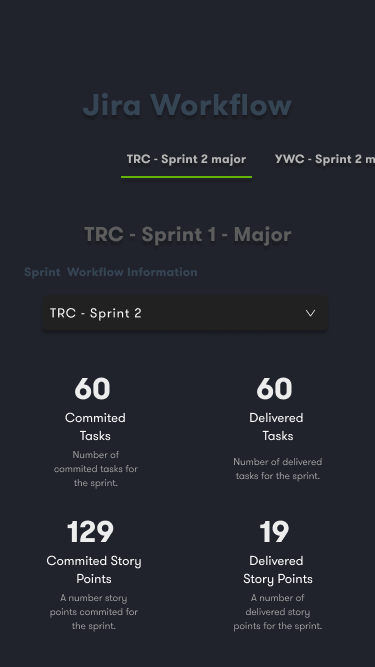 Jira Workflow
TRC - Sprint 2 major
YWC - Sprint 2 m
TRC - Sprint 1 - Major
Sprint Workflow Information
TRC - Sprint 2
60
Commited
Tasks
Number of
commited tasks for
the sprint.
60
Delivered
Tasks
Number of delivered
tasks for the sprint.
129
Commited Story
Points
A number story
points commited for
the sprint.
19
Delivered
Story Points
A number of
delivered story
points for the sprint.